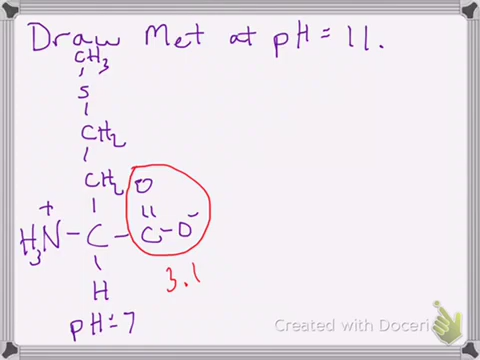 Draw Met at pH = 11.
CH3
S
CH2
CH2 O
+
H3N - C - C - O-
H
3.1
pH = 7
Created with Doceri